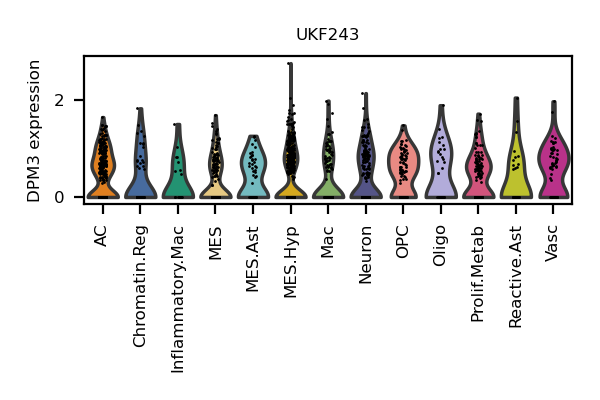 UKF243
DPM3 expression
2
0
AC
Chromatin.Reg
Inflammatory.Mac
MES
MES.Ast
MES.Hyp
Mac
Neuron
OPC
Oligo
Prolif.Metab
Reactive.Ast
Vasc